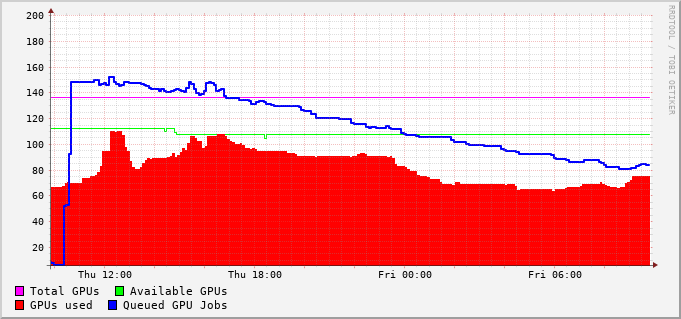 200
180
160
140
120
100
80
60
40
20
Thu 12:00 Thu 18:00 Fri 00:00 Fri 06:00
Total GPUs Available GPUs
GPUs used Queued GPU Jobs
RRDTOOL / TOBI OETIKER